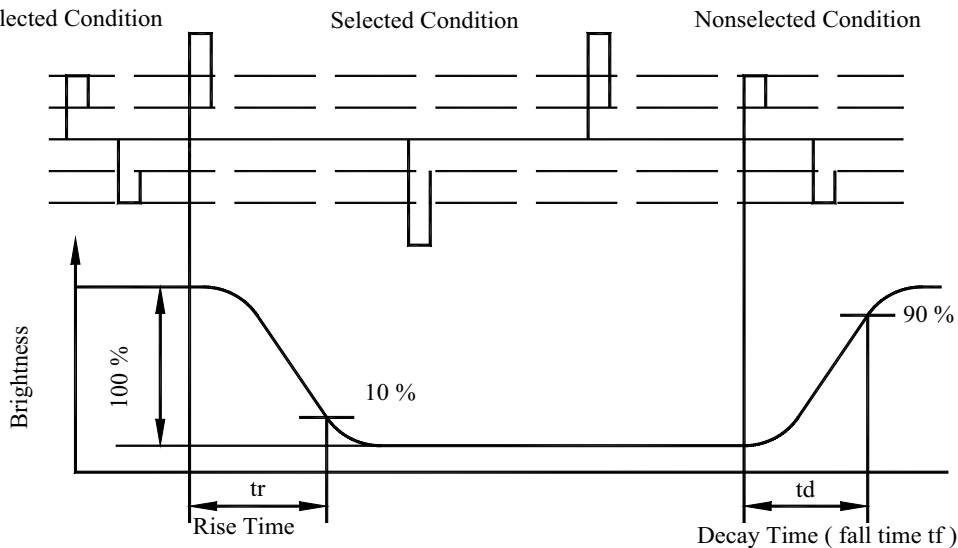 lected Condition
Selected Condition
Nonselected Condition
Brightness
100 %
10 %
90 %
tr
Rise Time
td
Decay Time ( fall time tf )